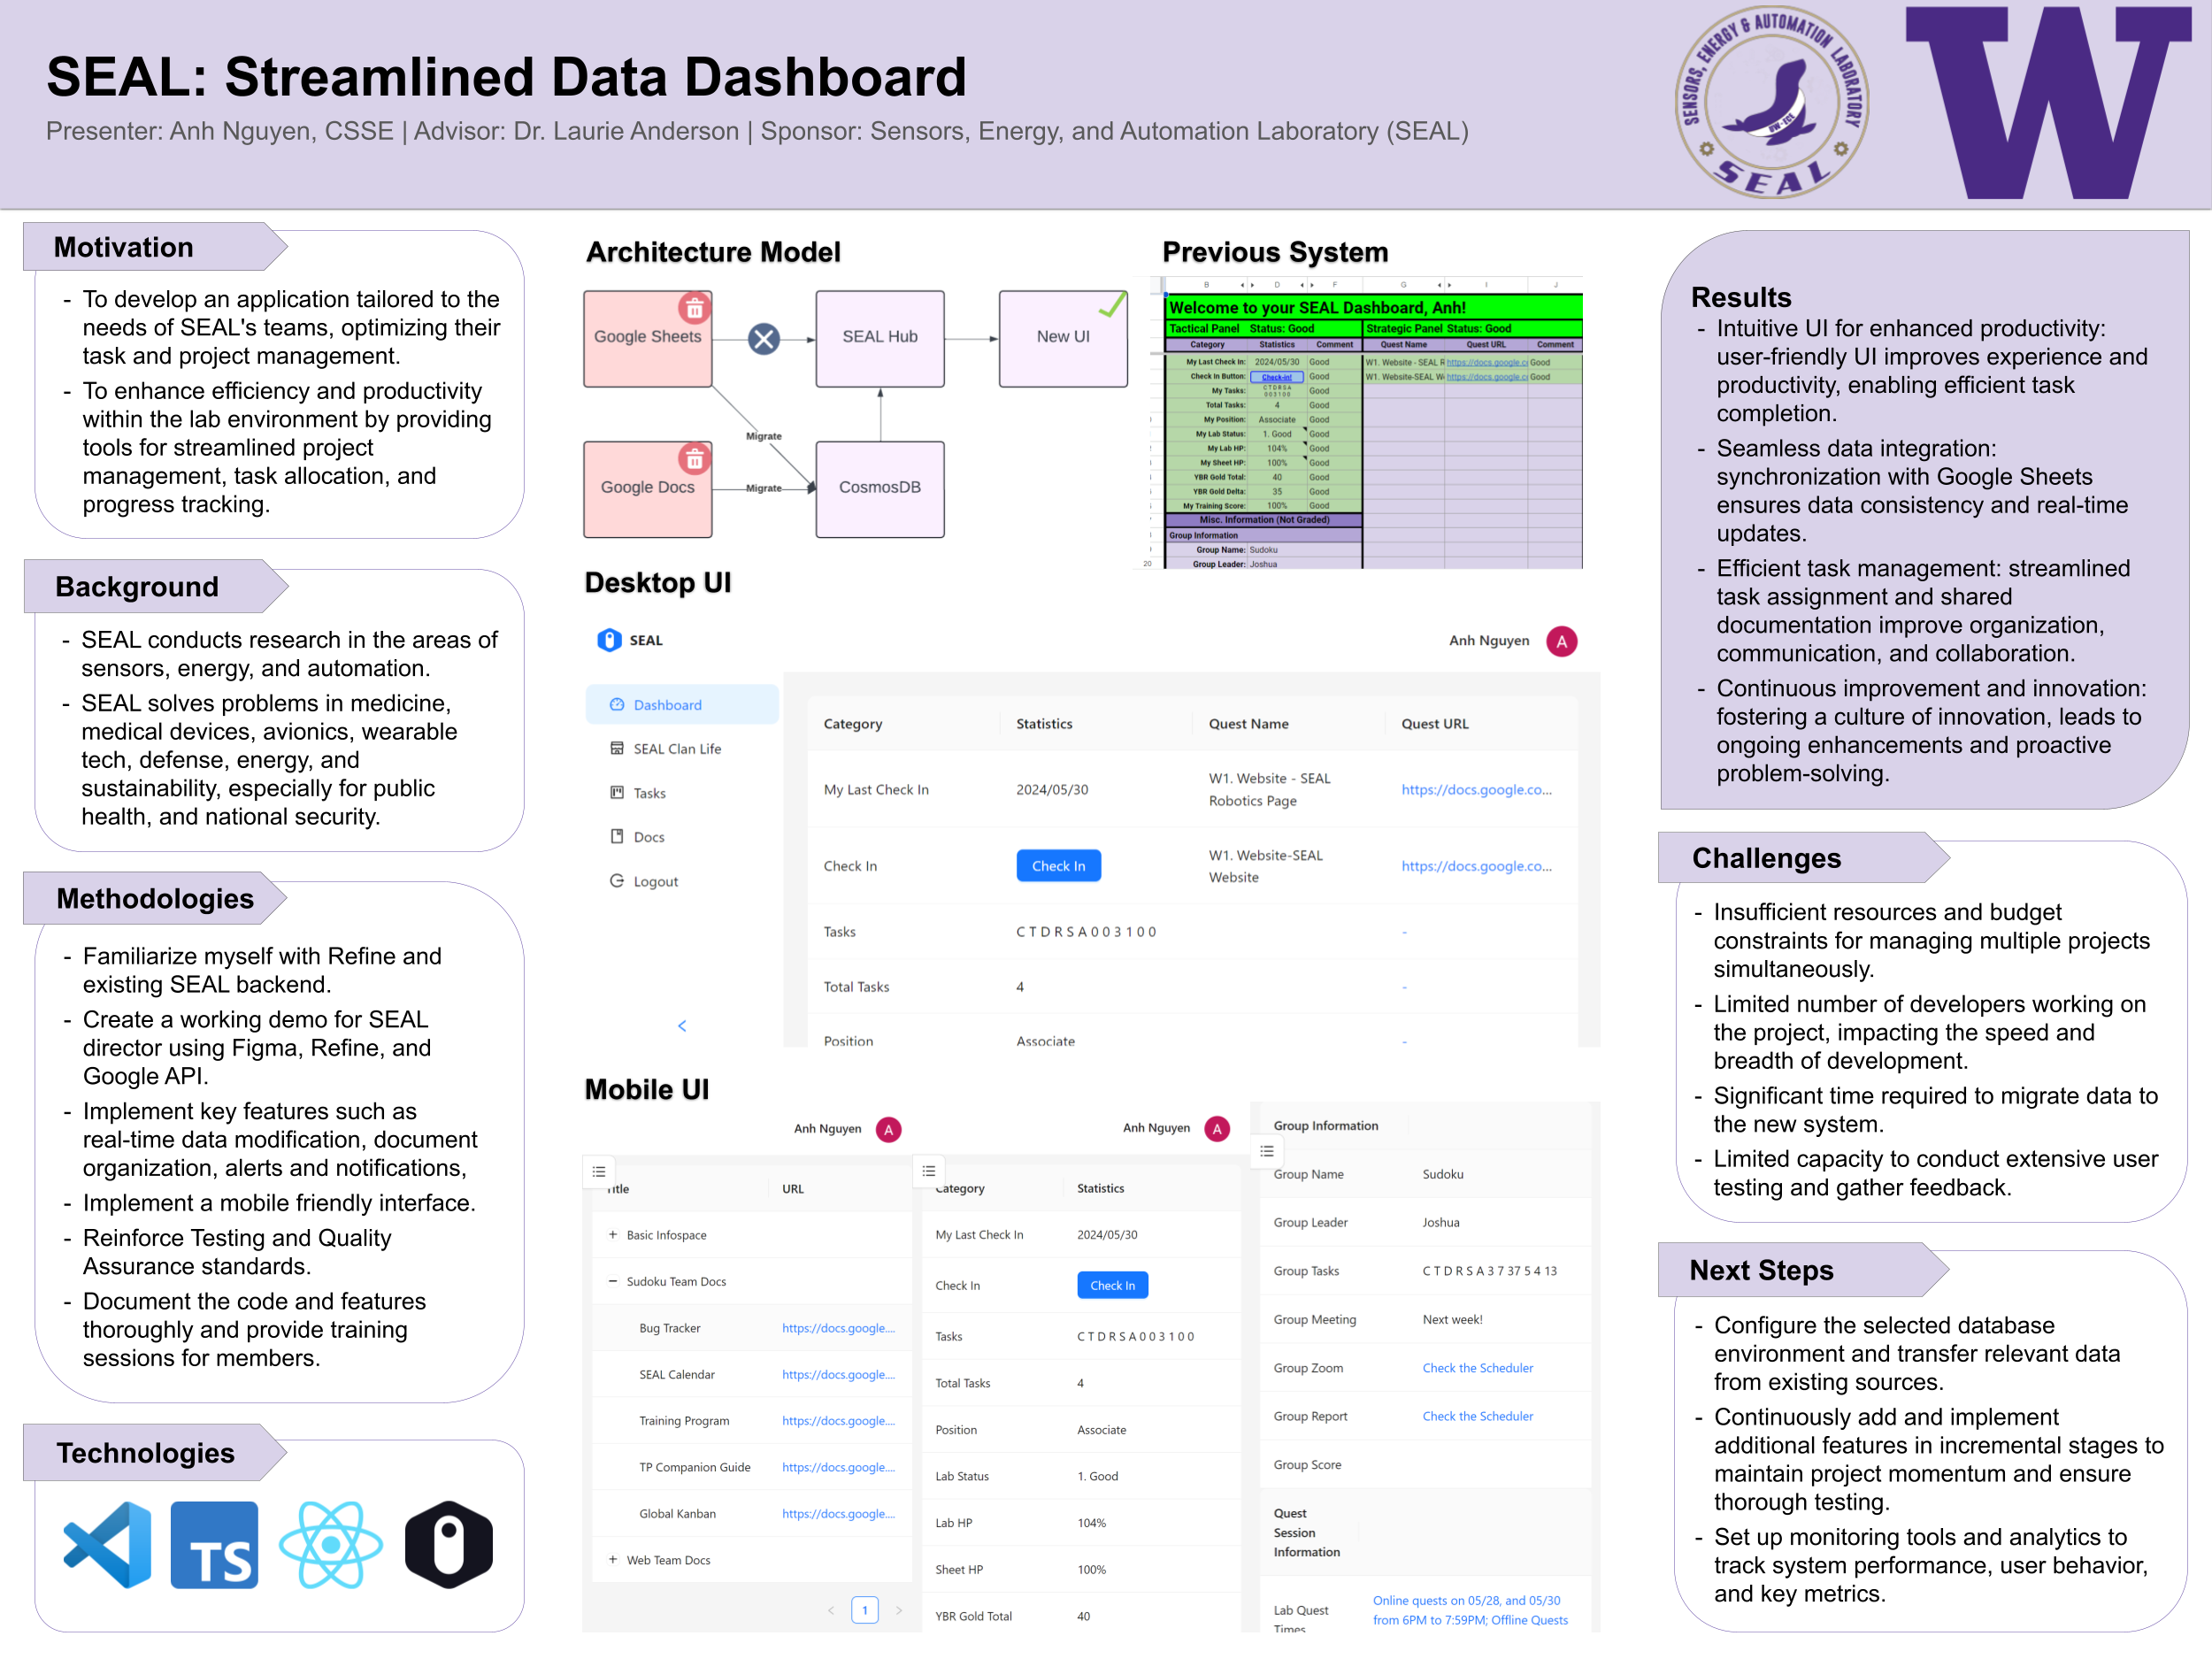 SEAL: Streamlined Data Dashboard
Presenter: Anh Nguyen, CSSE | Advisor: Dr. Laurie Anderson | Sponsor: Sensors, Energy, and Automation Laboratory (SEAL)
SENSORS, ENERGY & AUTOMATION LABORATORY
UW-ECE
SEAL
W
Motivation
- To develop an application tailored to the
needs of SEAL's teams, optimizing their
task and project management.
- To enhance efficiency and productivity
within the lab environment by providing
tools for streamlined project
management, task allocation, and
progress tracking.
Background
- SEAL conducts research in the areas of
sensors, energy, and automation.
- SEAL solves problems in medicine,
medical devices, avionics, wearable
tech, defense, energy, and
sustainability, especially for public
health, and national security.
Methodologies
- Familiarize myself with Refine and
existing SEAL backend.
- Create a working demo for SEAL
director using Figma, Refine, and
Google API.
- Implement key features such as
real-time data modification, document
organization, alerts and notifications,
- Implement a mobile friendly interface.
- Reinforce Testing and Quality
Assurance standards.
- Document the code and features
thoroughly and provide training
sessions for members.
Technologies
TS
Architecture Model
Google Sheets
SEAL Hub
New UI
Migrate
Google Docs
Migrate
CosmosDB
Previous System
B D F G I J
Welcome to your SEAL Dashboard, Anh!
Tactical Panel Status: Good Strategic Panel Status: Good
Category Statistics Comment Quest Name Quest URL Comment
My Last Check In: 2024/05/30 Good W1. Website - SEAL R https://docs.google.c Good
Check In Button: Check-in! Good W1. Website-SEAL W https://docs.google.c Good
My Tasks: C T D R S A 0 0 3 1 0 0 Good
Total Tasks: 4 Good
My Position: Associate Good
My Lab Status: 1. Good Good
My Lab HP: 104% Good
My Sheet HP: 100% Good
YBR Gold Total: 40 Good
YBR Gold Delta: 35 Good
My Training Score: 100% Good
Misc. Information (Not Graded)
Group Information
Group Name: Sudoku
20 Group Leader: Joshua
Desktop UI
SEAL
Anh Nguyen A
Dashboard
SEAL Clan Life
Tasks
Docs
Logout
<
Category Statistics Quest Name Quest URL
My Last Check In 2024/05/30 W1. Website - SEAL
Robotics Page https://docs.google.co...
Check In Check In W1. Website-SEAL
Website https://docs.google.co...
Tasks C T D R S A 0 0 3 1 0 0 -
Total Tasks 4 -
Position Associate -
Mobile UI
Anh Nguyen A
Title URL
+ Basic Infospace
− Sudoku Team Docs
Bug Tracker https://docs.google....
SEAL Calendar https://docs.google....
Training Program https://docs.google....
TP Companion Guide https://docs.google....
Global Kanban https://docs.google....
+ Web Team Docs
< 1 >
Anh Nguyen A
Category Statistics
My Last Check In 2024/05/30
Check In Check In
Tasks C T D R S A 0 0 3 1 0 0
Total Tasks 4
Position Associate
Lab Status 1. Good
Lab HP 104%
Sheet HP 100%
YBR Gold Total 40
Group Information
Group Name Sudoku
Group Leader Joshua
Group Tasks C T D R S A 3 7 37 5 4 13
Group Meeting Next week!
Group Zoom Check the Scheduler
Group Report Check the Scheduler
Group Score
Quest
Session
Information
Lab Quest
Times
Online quests on 05/28, and 05/30
from 6PM to 7:59PM; Offline Quests
Results
- Intuitive UI for enhanced productivity:
user-friendly UI improves experience and
productivity, enabling efficient task
completion.
- Seamless data integration:
synchronization with Google Sheets
ensures data consistency and real-time
updates.
- Efficient task management: streamlined
task assignment and shared
documentation improve organization,
communication, and collaboration.
- Continuous improvement and innovation:
fostering a culture of innovation, leads to
ongoing enhancements and proactive
problem-solving.
Challenges
- Insufficient resources and budget
constraints for managing multiple projects
simultaneously.
- Limited number of developers working on
the project, impacting the speed and
breadth of development.
- Significant time required to migrate data to
the new system.
- Limited capacity to conduct extensive user
testing and gather feedback.
Next Steps
- Configure the selected database
environment and transfer relevant data
from existing sources.
- Continuously add and implement
additional features in incremental stages to
maintain project momentum and ensure
thorough testing.
- Set up monitoring tools and analytics to
track system performance, user behavior,
and key metrics.